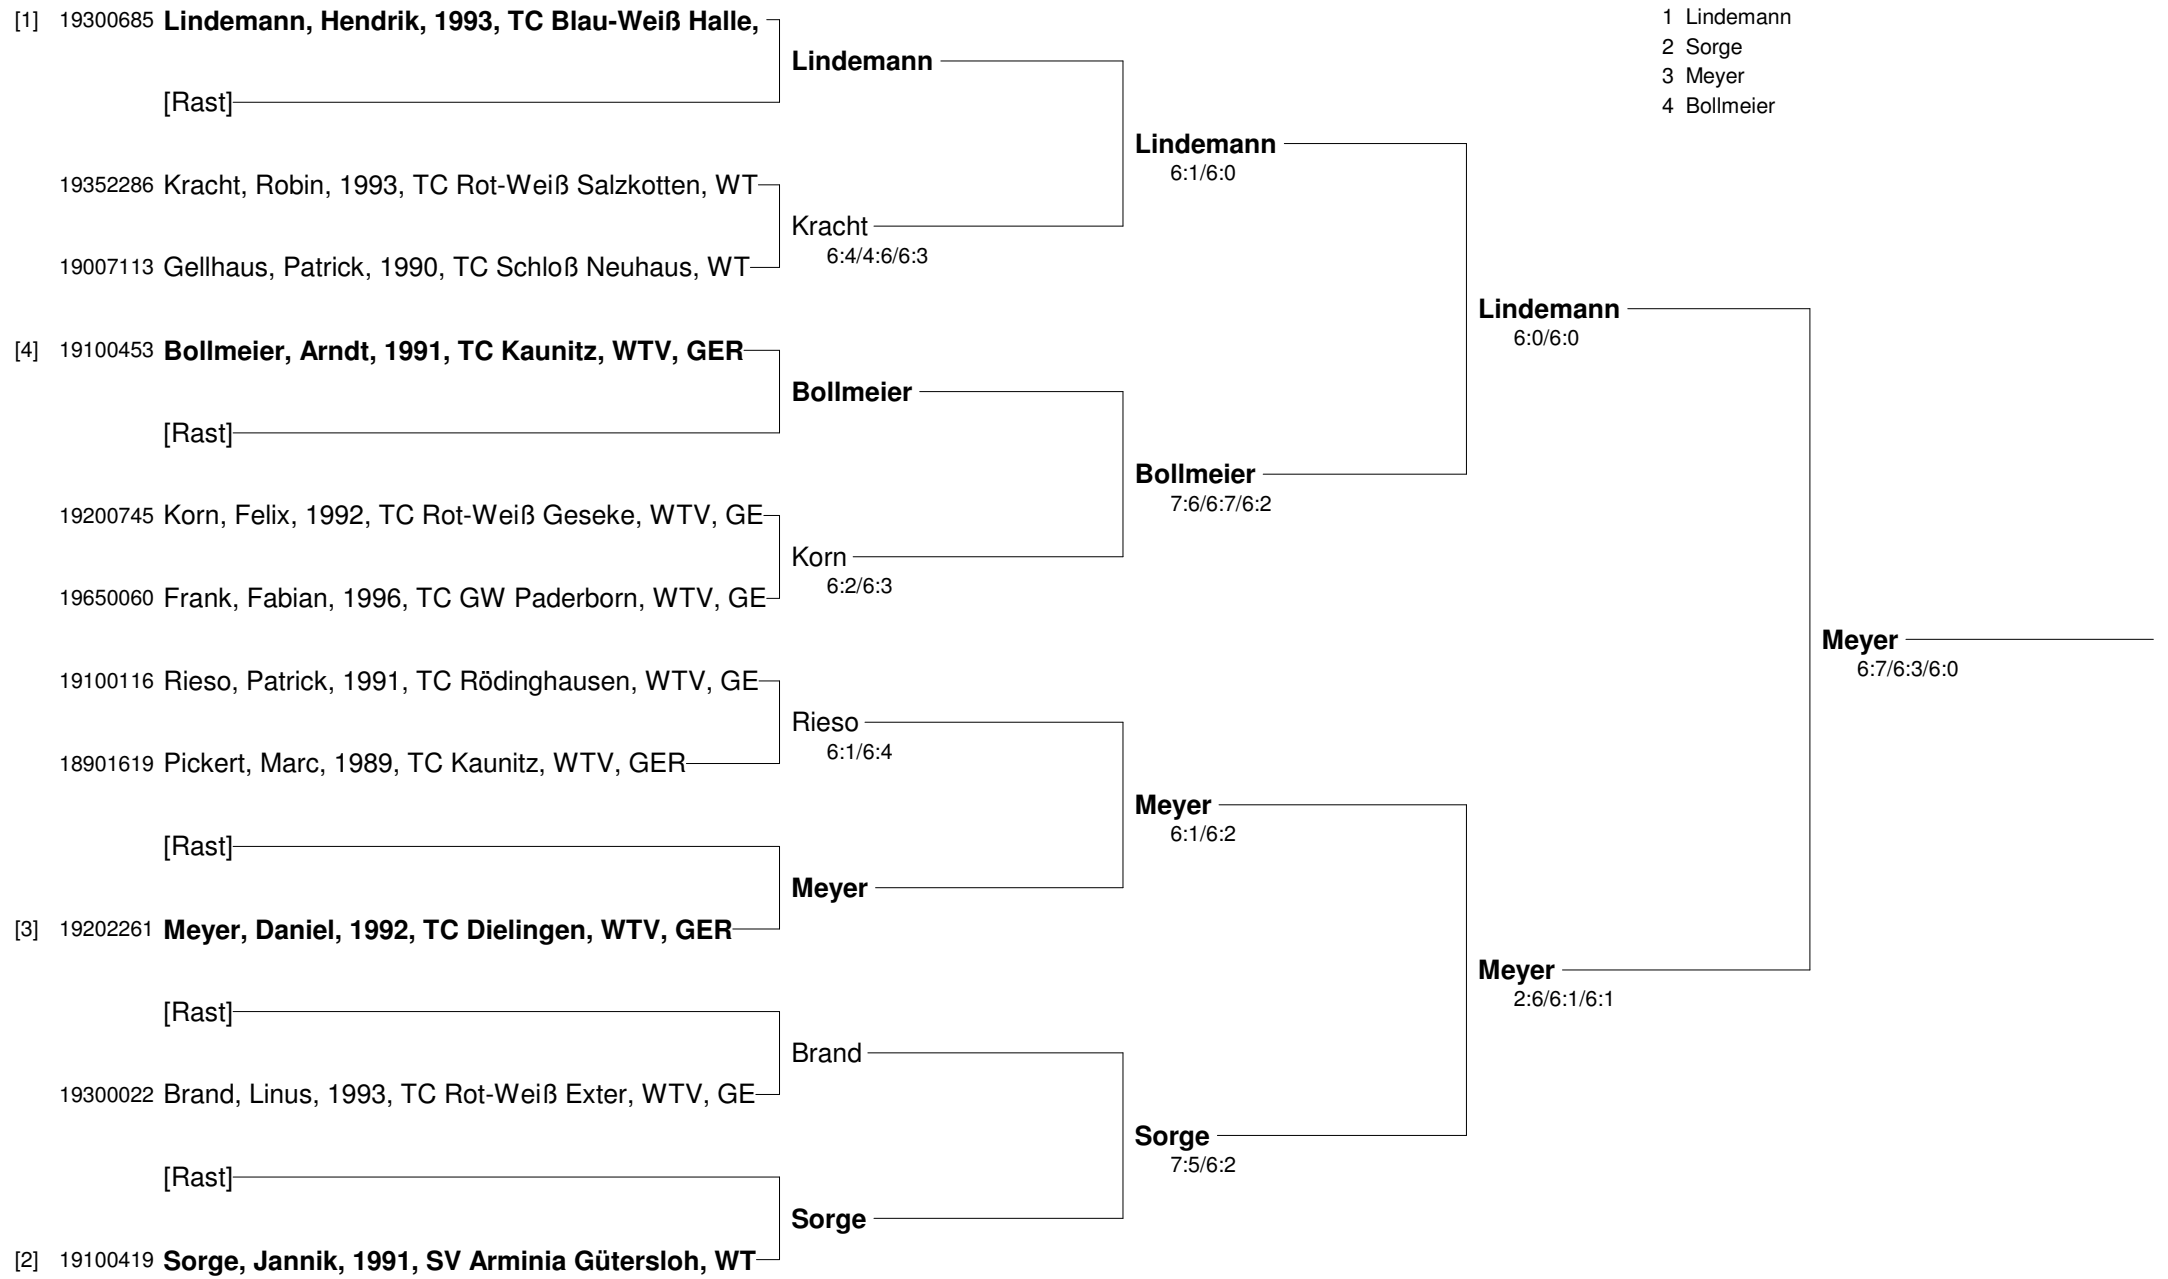 [1] 19300685 Lindemann, Hendrik, 1993, TC Blau-Weiß Halle,
[Rast]
Lindemann
19352286 Kracht, Robin, 1993, TC Rot-Weiß Salzkotten, WT
19007113 Gellhaus, Patrick, 1990, TC Schloß Neuhaus, WT
Kracht
6:4/4:6/6:3
[4] 19100453 Bollmeier, Arndt, 1991, TC Kaunitz, WTV, GER
[Rast]
Bollmeier
19200745 Korn, Felix, 1992, TC Rot-Weiß Geseke, WTV, GE
19650060 Frank, Fabian, 1996, TC GW Paderborn, WTV, GE
Korn
6:2/6:3
19100116 Rieso, Patrick, 1991, TC Rödinghausen, WTV, GE
18901619 Pickert, Marc, 1989, TC Kaunitz, WTV, GER
Rieso
6:1/6:4
[Rast]
[3] 19202261 Meyer, Daniel, 1992, TC Dielingen, WTV, GER
Meyer
[Rast]
19300022 Brand, Linus, 1993, TC Rot-Weiß Exter, WTV, GE
Brand
[Rast]
[2] 19100419 Sorge, Jannik, 1991, SV Arminia Gütersloh, WT
Sorge
Lindemann
6:1/6:0
Bollmeier
7:6/6:7/6:2
Meyer
6:1/6:2
Sorge
7:5/6:2
Lindemann
6:0/6:0
Meyer
2:6/6:1/6:1
Meyer
6:7/6:3/6:0
1 Lindemann
2 Sorge
3 Meyer
4 Bollmeier